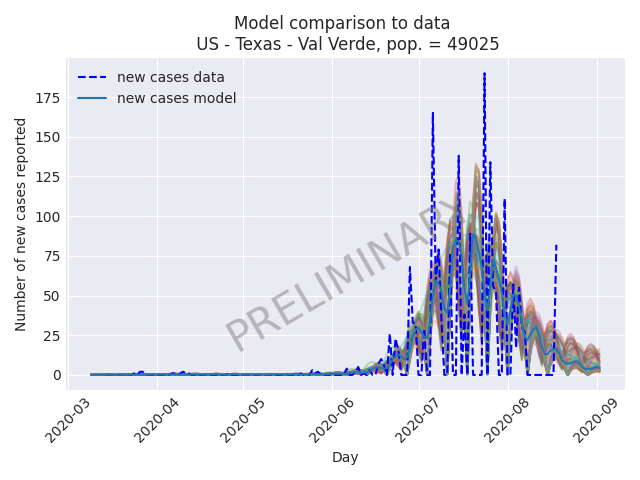 Model comparison to data
US - Texas - Val Verde, pop. = 49025
new cases data
new cases model
PRELIMINARY
Number of new cases reported
175
150
125
100
75
50
25
0
2020-03
2020-04
2020-05
2020-06
2020-07
2020-08
2020-09
Day